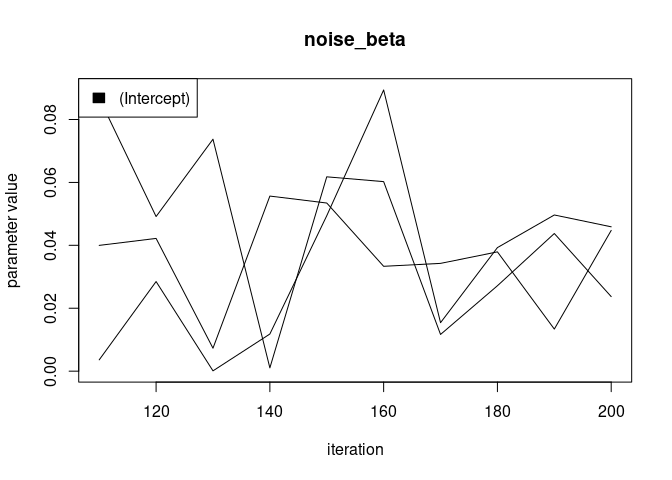 noise_beta
(Intercept)
parameter value
0.08
0.06
0.04
0.02
0.00
120 140 160 180 200
iteration